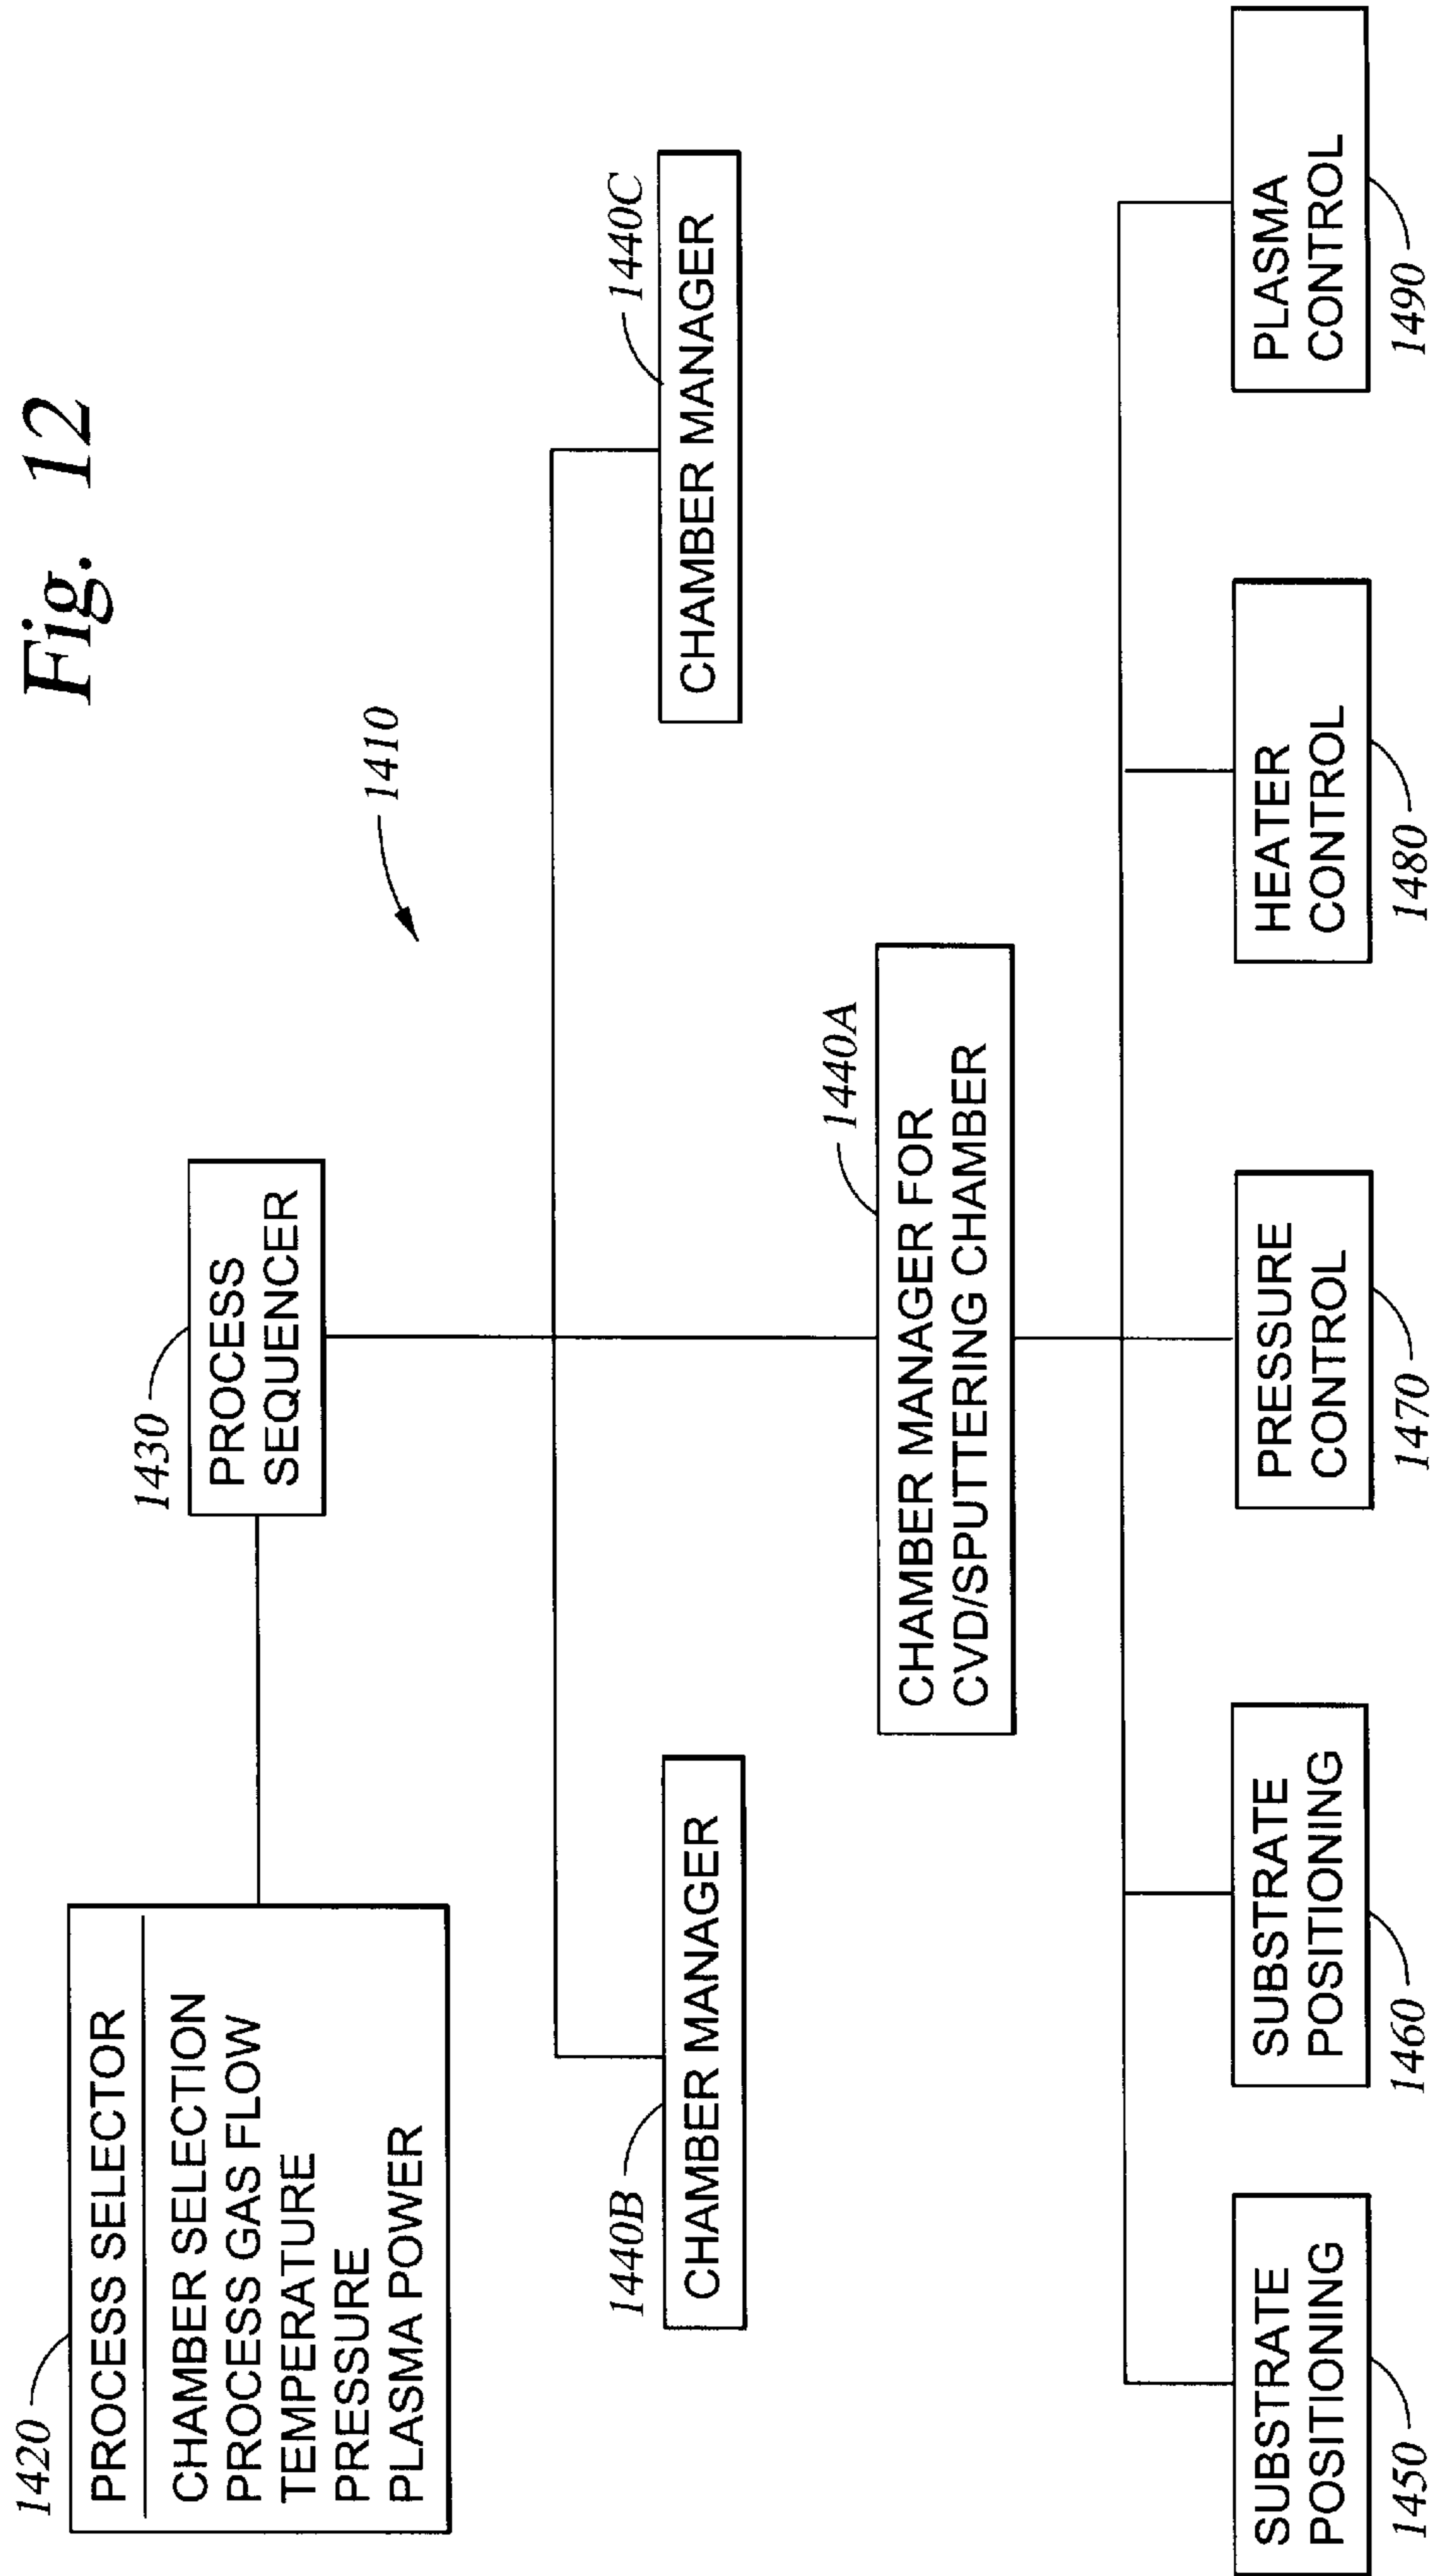 Fig. 12
1410
1420
PROCESS SELECTOR
CHAMBER SELECTION
PROCESS GAS FLOW
TEMPERATURE
PRESSURE
PLASMA POWER
1430
PROCESS
SEQUENCER
1440B
CHAMBER MANAGER
1440C
CHAMBER MANAGER
1440A
CHAMBER MANAGER FOR
CVD/SPUTTERING CHAMBER
SUBSTRATE
POSITIONING
1450
SUBSTRATE
POSITIONING
1460
PRESSURE
CONTROL
1470
HEATER
CONTROL
1480
PLASMA
CONTROL
1490